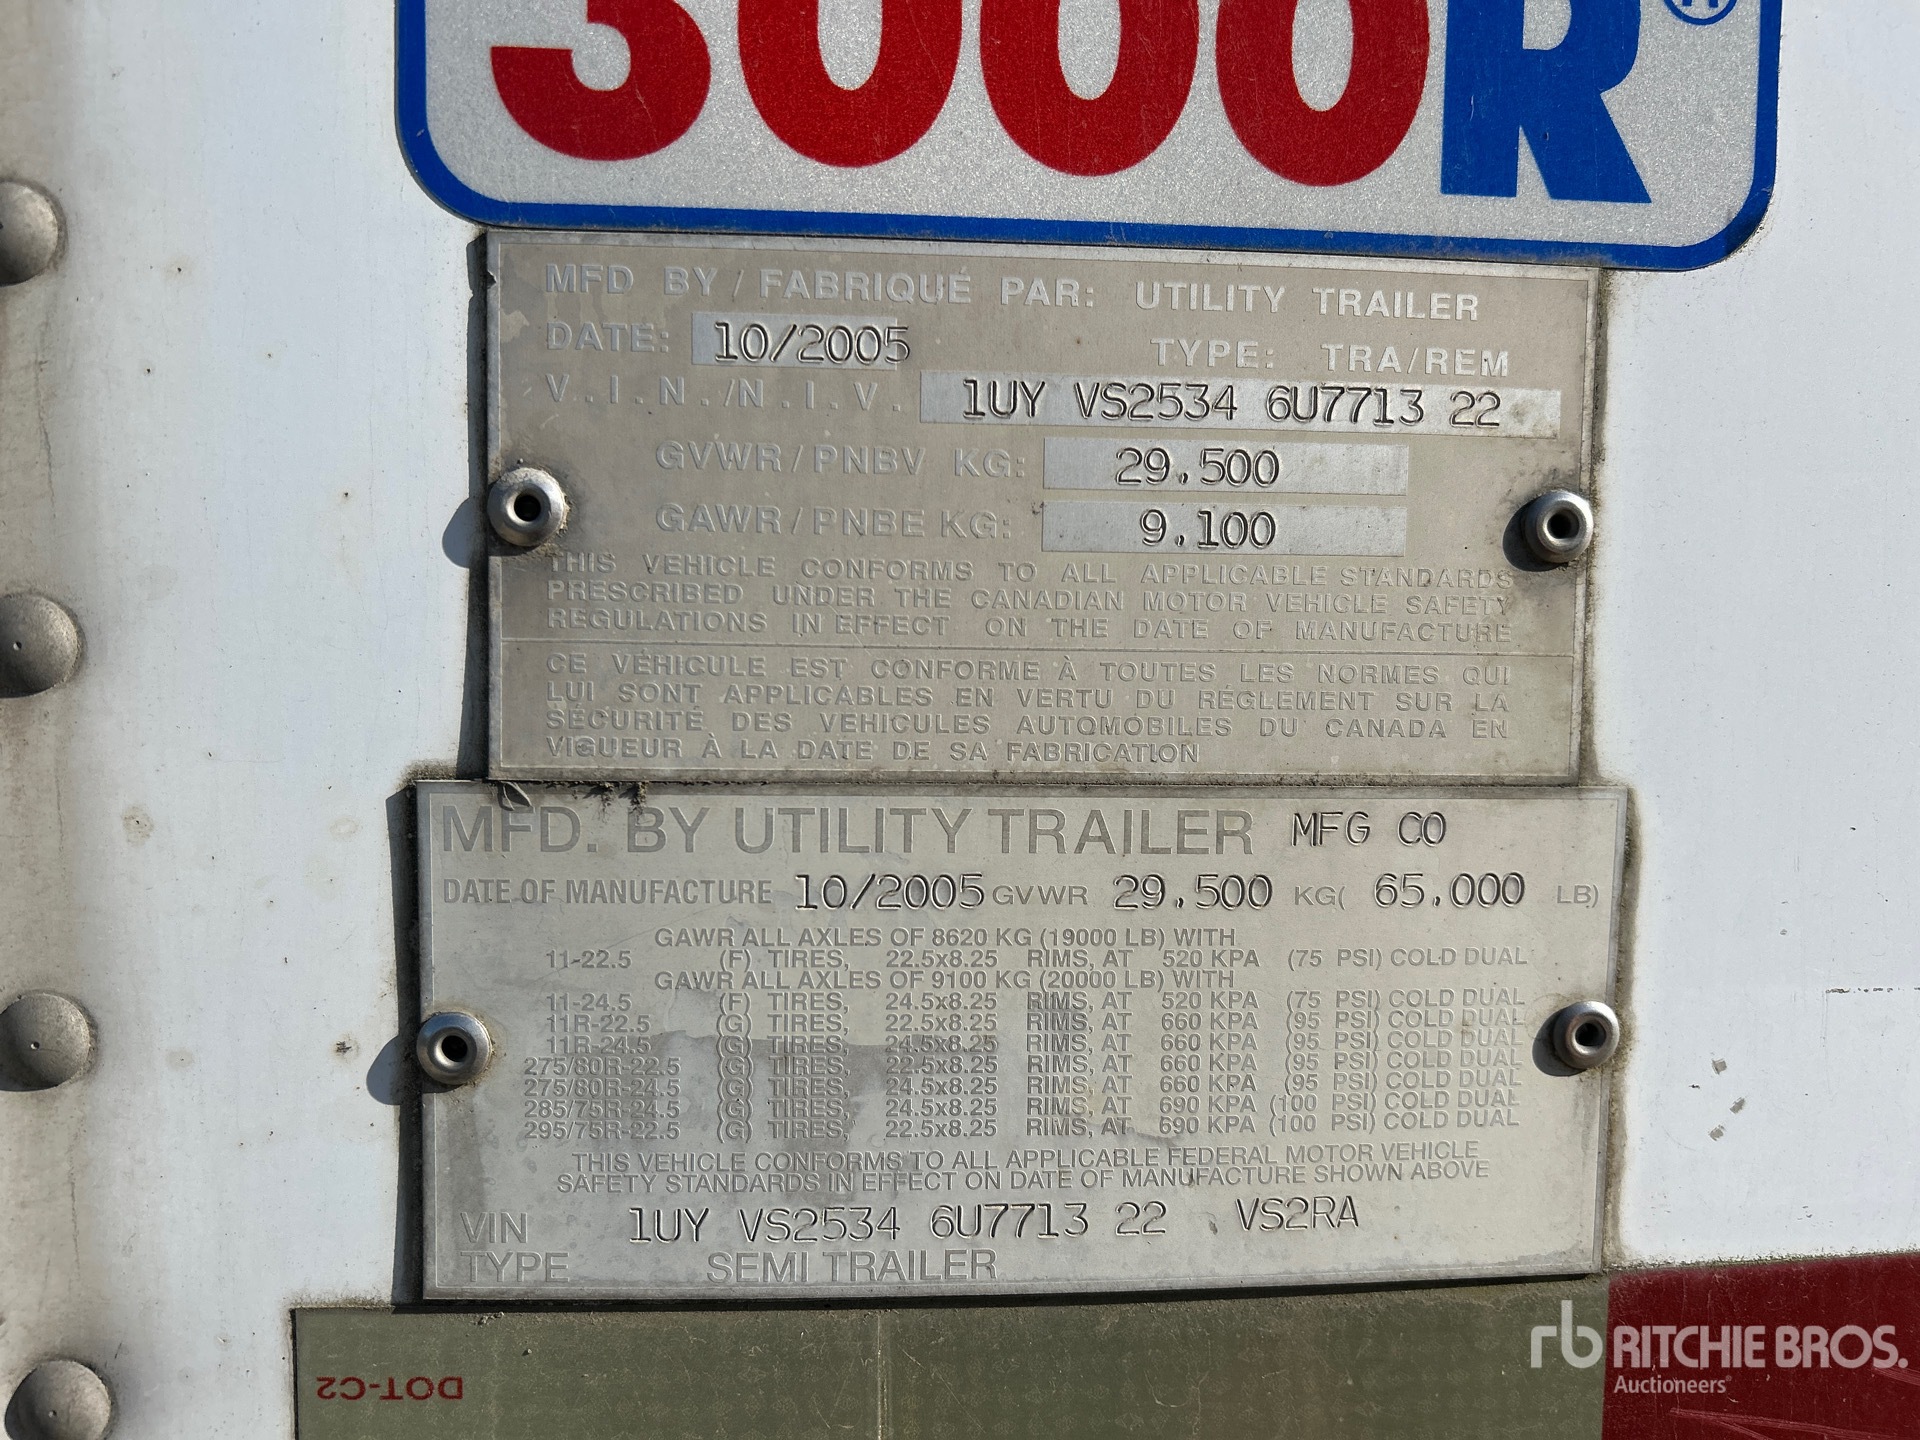 3000R®
MFD BY / FABRIQUÉ PAR: UTILITY TRAILER
DATE: 10/2005 TYPE: TRA/REM
V.I.N./N.I.V. 1UY VS2534 6U7713 22
GVWR/PNBV KG: 29.500
GAWR/PNBE KG: 9.100
THIS VEHICLE CONFORMS TO ALL APPLICABLE STANDARDS
PRESCRIBED UNDER THE CANADIAN MOTOR VEHICLE SAFETY
REGULATIONS IN EFFECT ON THE DATE OF MANUFACTURE
CE VÉHICULE EST CONFORME À TOUTES LES NORMES QUI
LUI SONT APPLICABLES EN VERTU DU RÉGLEMENT SUR LA
SÉCURITÉ DES VÉHICULES AUTOMOBILES DU CANADA EN
VIGUEUR À LA DATE DE SA FABRICATION
MFD. BY UTILITY TRAILER MFG CO
DATE OF MANUFACTURE 10/2005 GVWR 29.500 KG( 65.000 LB)
GAWR ALL AXLES OF 8620 KG (19000 LB) WITH
11-22.5 (F) TIRES, 22.5x8.25 RIMS, AT 520 KPA (75 PSI) COLD DUAL
GAWR ALL AXLES OF 9100 KG (20000 LB) WITH
11-24.5 (F) TIRES, 24.5x8.25 RIMS, AT 520 KPA (75 PSI) COLD DUAL
11R-22.5 (G) TIRES, 22.5x8.25 RIMS, AT 660 KPA (95 PSI) COLD DUAL
11R-24.5 (G) TIRES, 24.5x8.25 RIMS, AT 660 KPA (95 PSI) COLD DUAL
275/80R-22.5 (G) TIRES, 22.5x8.25 RIMS, AT 660 KPA (95 PSI) COLD DUAL
275/80R-24.5 (G) TIRES, 24.5x8.25 RIMS, AT 660 KPA (95 PSI) COLD DUAL
285/75R-24.5 (G) TIRES, 24.5x8.25 RIMS, AT 690 KPA (100 PSI) COLD DUAL
295/75R-22.5 (G) TIRES, 22.5x8.25 RIMS, AT 690 KPA (100 PSI) COLD DUAL
THIS VEHICLE CONFORMS TO ALL APPLICABLE FEDERAL MOTOR VEHICLE
SAFETY STANDARDS IN EFFECT ON DATE OF MANUFACTURE SHOWN ABOVE
VIN 1UY VS2534 6U7713 22 VS2RA
TYPE SEMI TRAILER
DOT-C2
rb RITCHIE BROS.
Auctioneers